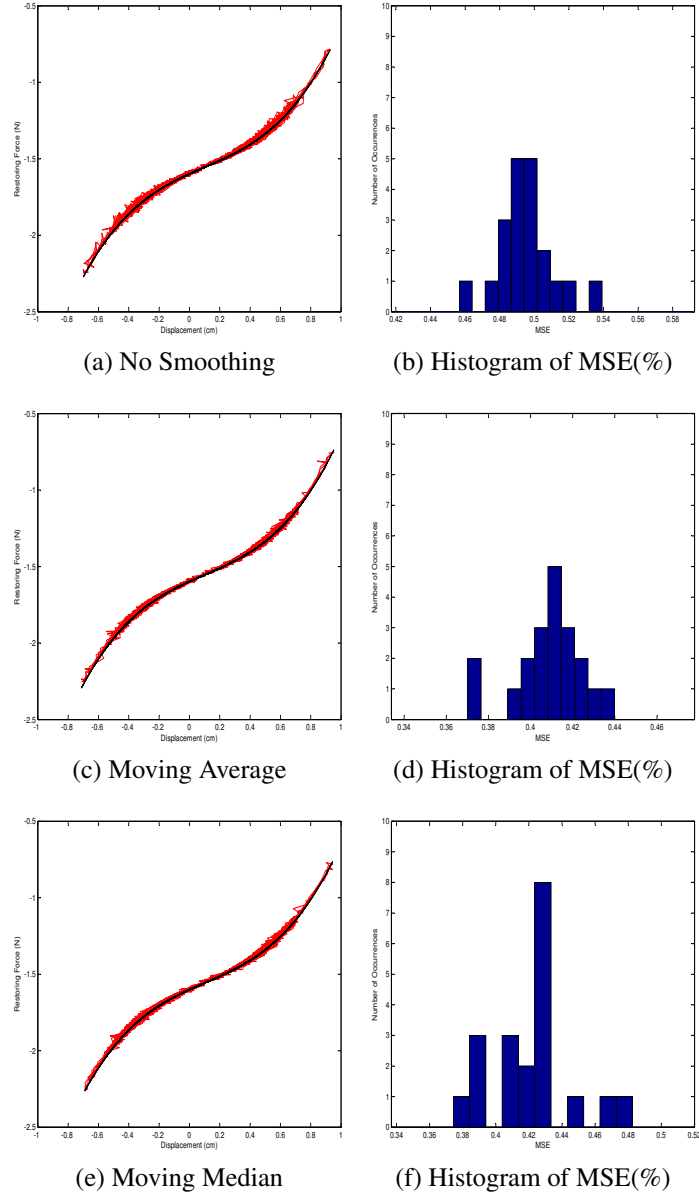 -0.5
-1
-1.5
-2
-2.5
-1 -0.8 -0.6 -0.4 -0.2 0 0.2 0.4 0.6 0.8 1
Restoring Force (N)
Displacement (cm)
10
9
8
7
6
5
4
3
2
1
0
0.42 0.44 0.46 0.48 0.5 0.52 0.54 0.56 0.58
Number of Occurrences
MSE
(a) No Smoothing
(b) Histogram of MSE(%)
-0.5
-1
-1.5
-2
-2.5
-1 -0.8 -0.6 -0.4 -0.2 0 0.2 0.4 0.6 0.8 1
Restoring Force (N)
Displacement (cm)
10
9
8
7
6
5
4
3
2
1
0
0.34 0.36 0.38 0.4 0.42 0.44 0.46
Number of Occurrences
MSE
(c) Moving Average
(d) Histogram of MSE(%)
-0.5
-1
-1.5
-2
-2.5
-1 -0.8 -0.6 -0.4 -0.2 0 0.2 0.4 0.6 0.8 1
Restoring Force (N)
Displacement (cm)
10
9
8
7
6
5
4
3
2
1
0
0.34 0.36 0.38 0.4 0.42 0.44 0.46 0.48 0.5 0.52
Number of Occurrences
MSE
(e) Moving Median
(f) Histogram of MSE(%)